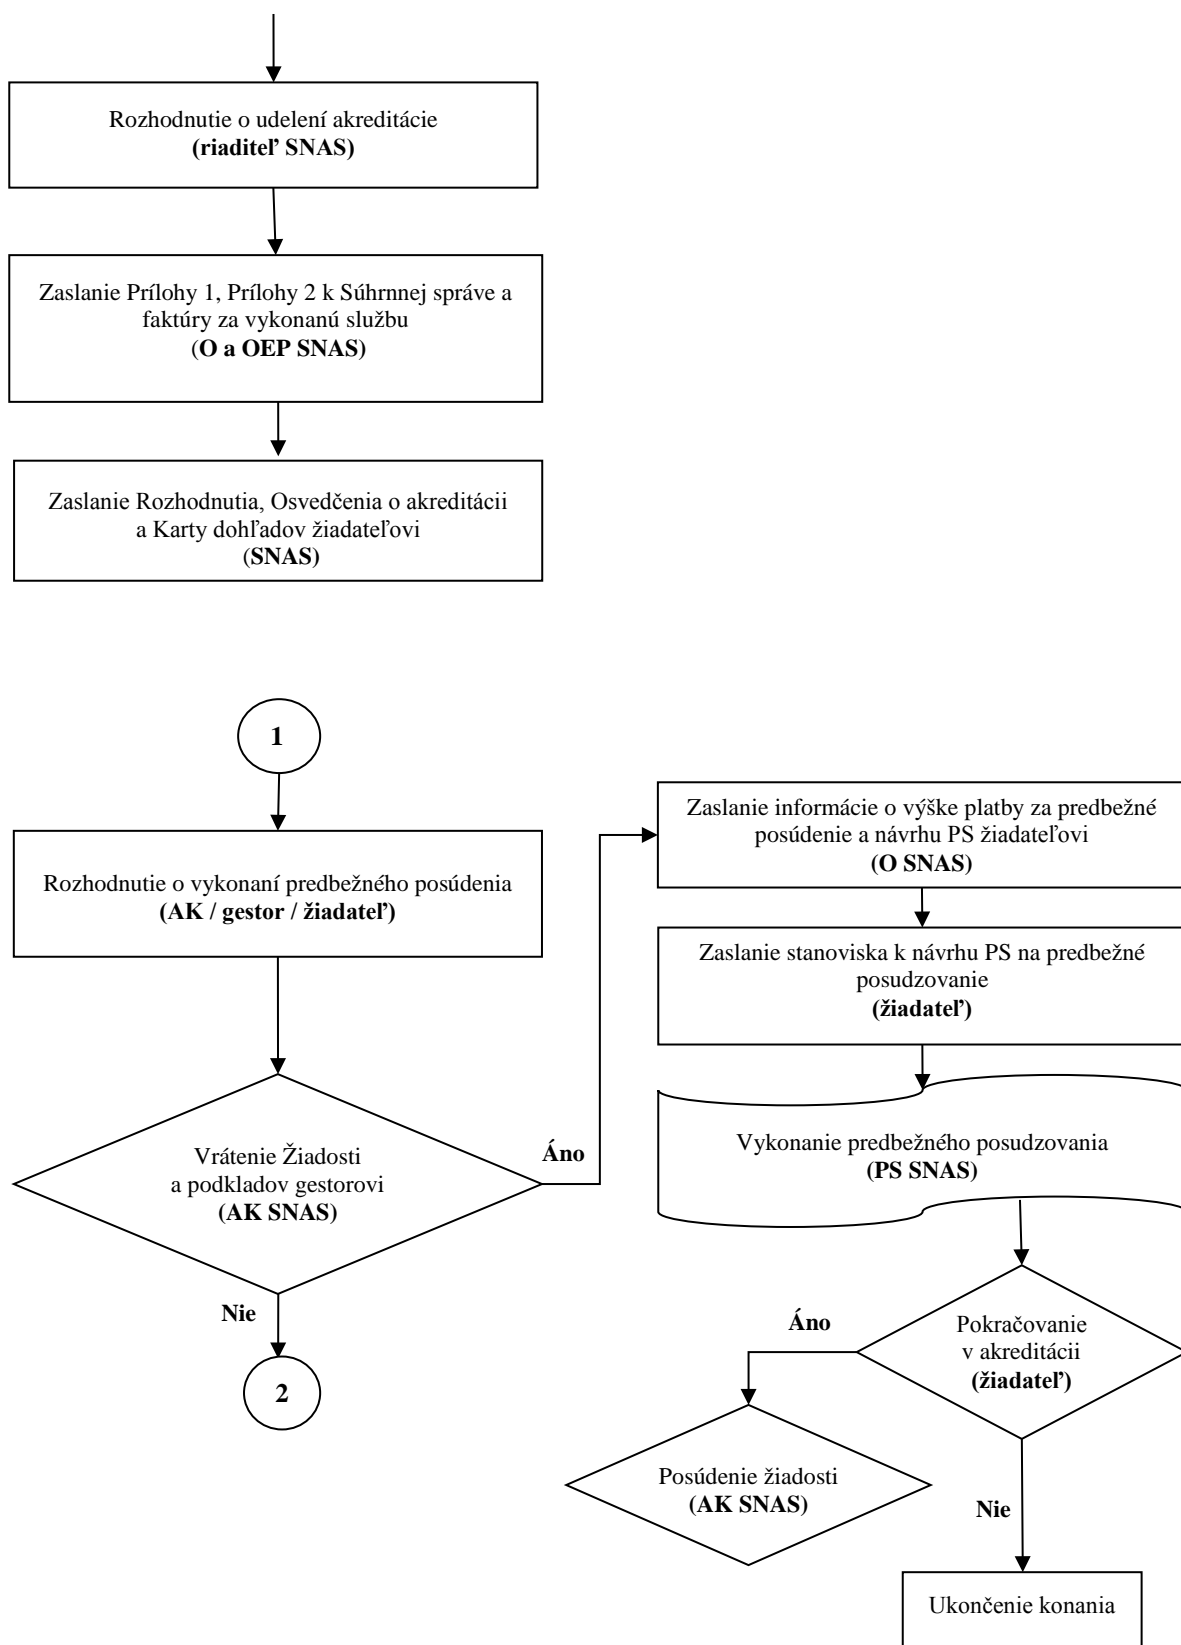 Rozhodnutie o udelení akreditácie
(riaditeľ SNAS)
Zaslanie Prílohy 1, Prílohy 2 k Súhrnnej správe a
faktúry za vykonanú službu
(O a OEP SNAS)
Zaslanie Rozhodnutia, Osvedčenia o akreditácii
a Karty dohľadov žiadateľovi
(SNAS)
1
Rozhodnutie o vykonaní predbežného posúdenia
(AK / gestor / žiadateľ)
Vrátenie Žiadosti
a podkladov gestorovi
(AK SNAS)
Áno
Nie
2
Zaslanie informácie o výške platby za predbežné
posúdenie a návrhu PS žiadateľovi
(O SNAS)
Zaslanie stanoviska k návrhu PS na predbežné
posudzovanie
(žiadateľ)
Vykonanie predbežného posudzovania
(PS SNAS)
Pokračovanie
v akreditácii
(žiadateľ)
Áno
Posúdenie žiadosti
(AK SNAS)
Nie
Ukončenie konania